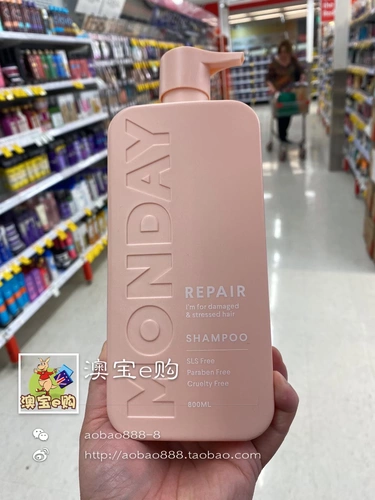 MONDAY
REPAIR
I'm for damaged
& stressed hair
SHAMPOO
SLS Free
Paraben Free
Cruelty Free
澳宝e购
澳宝e购
aobao888-8
http://aobao888.taobao.com